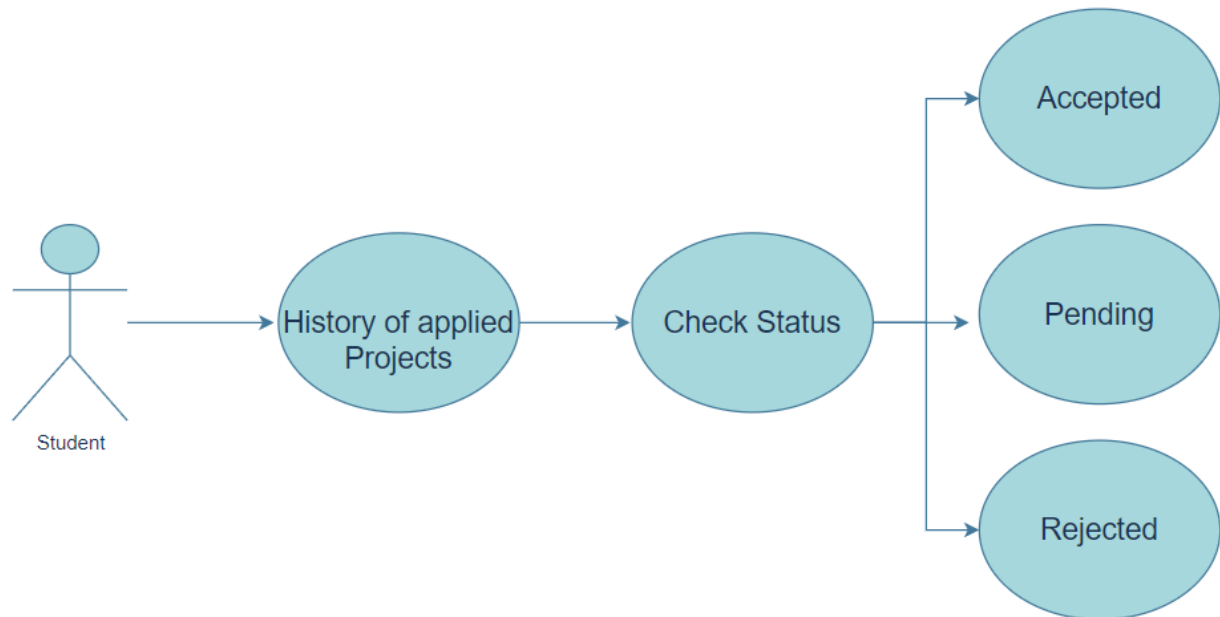 Student
History of applied
Projects
Check Status
Accepted
Pending
Rejected